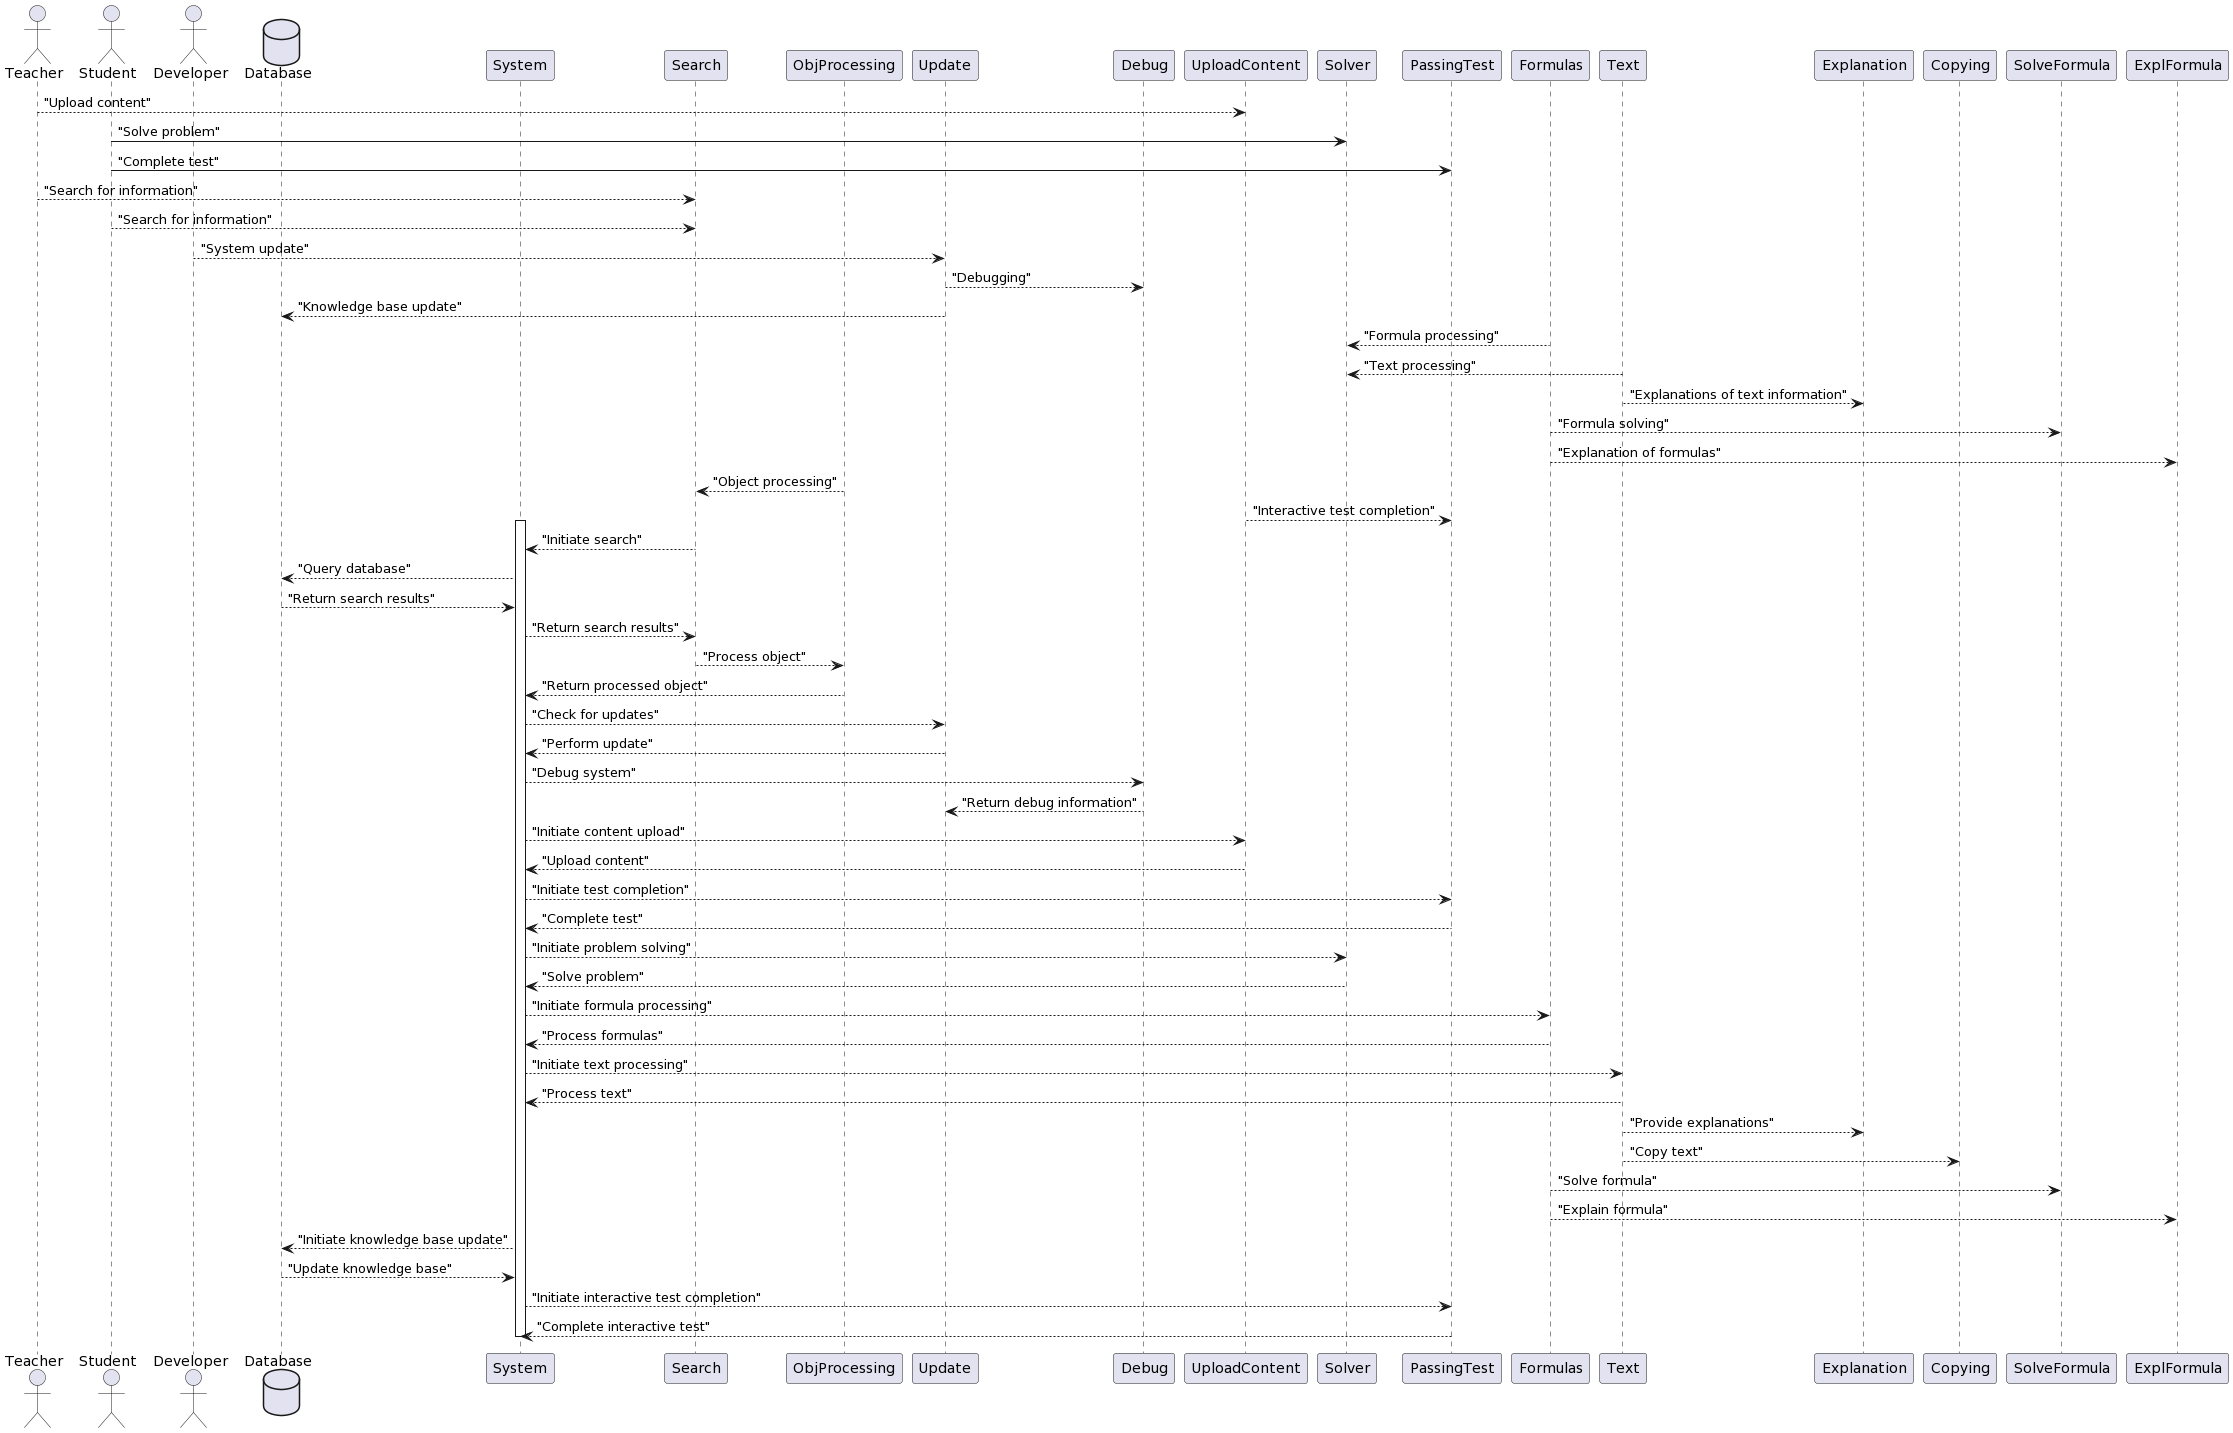 Teacher Student Developer Database System Search ObjProcessing Update Debug UploadContent Solver PassingTest Formulas Text Explanation Copying SolveFormula ExplFormula
"Upload content"
"Solve problem"
"Complete test"
"Search for information"
"Search for information"
"System update"
"Debugging"
"Knowledge base update"
"Formula processing"
"Text processing"
"Explanations of text information"
"Formula solving"
"Explanation of formulas"
"Object processing"
"Interactive test completion"
"Initiate search"
"Query database"
"Return search results"
"Return search results"
"Process object"
"Return processed object"
"Check for updates"
"Perform update"
"Debug system"
"Return debug information"
"Initiate content upload"
"Upload content"
"Initiate test completion"
"Complete test"
"Initiate problem solving"
"Solve problem"
"Initiate formula processing"
"Process formulas"
"Initiate text processing"
"Process text"
"Provide explanations"
"Copy text"
"Solve formula"
"Explain formula"
"Initiate knowledge base update"
"Update knowledge base"
"Initiate interactive test completion"
"Complete interactive test"
Teacher Student Developer Database System Search ObjProcessing Update Debug UploadContent Solver PassingTest Formulas Text Explanation Copying SolveFormula ExplFormula